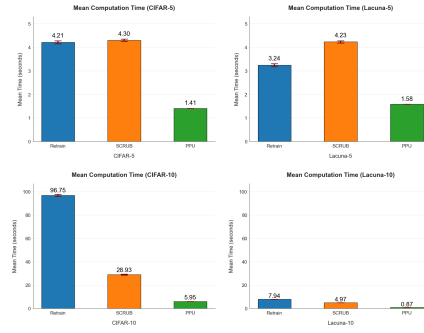 Mean Computation Time (CIFAR-5)
Mean Time (seconds)
5
4
3
2
1
0
4.21
4.30
1.41
Retrain
SCRUB
PPU
CIFAR-5
Mean Computation Time (Lacuna-5)
Mean Time (seconds)
5
4
3
2
1
0
3.24
4.23
1.58
Retrain
SCRUB
PPU
Lacuna-5
Mean Computation Time (CIFAR-10)
Mean Time (seconds)
100
80
60
40
20
0
96.75
28.93
5.95
Retrain
SCRUB
PPU
CIFAR-10
Mean Computation Time (Lacuna-10)
Mean Time (seconds)
100
80
60
40
20
0
7.94
4.97
0.87
Retrain
SCRUB
PPU
Lacuna-10